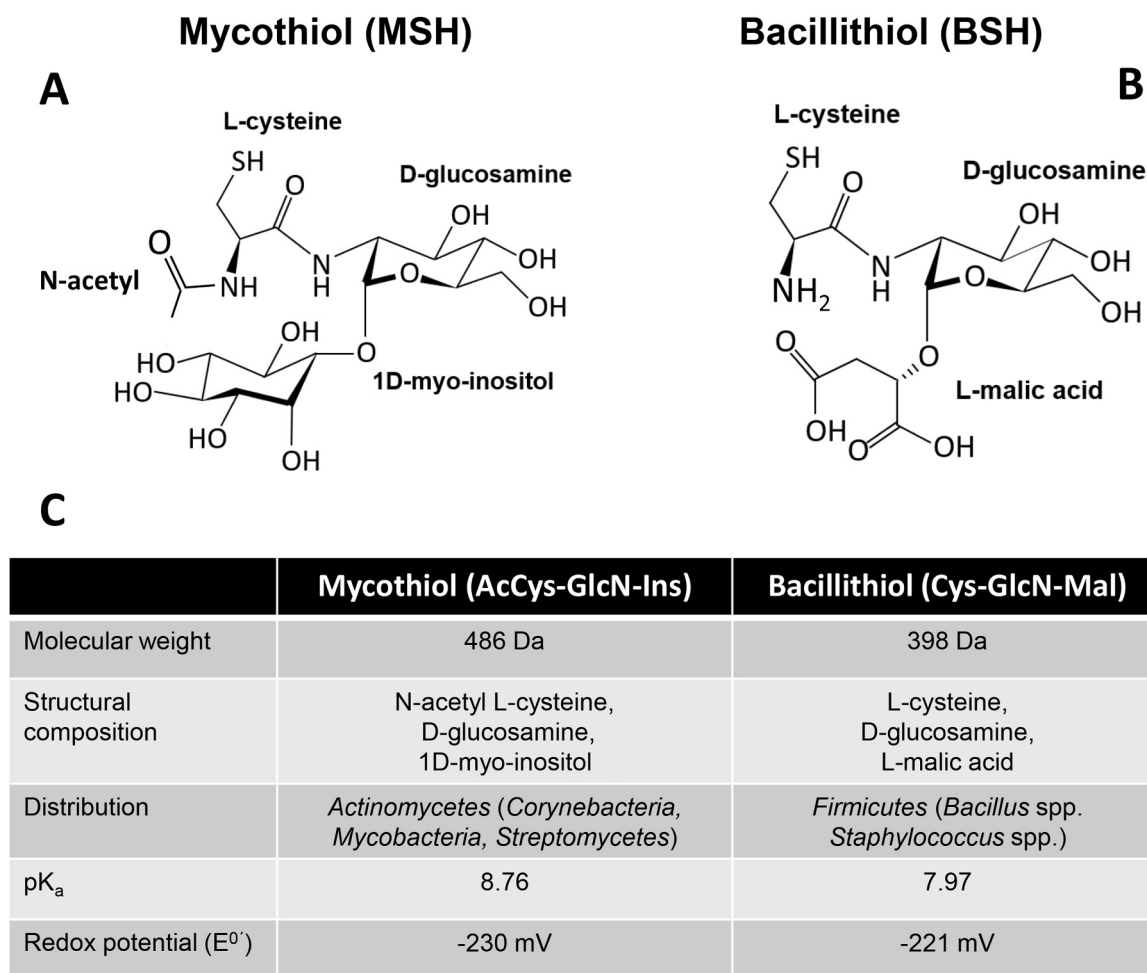 Mycothiol (MSH)
Bacillithiol (BSH)
A
B
L-cysteine
SH
O
D-glucosamine
OH
O
OH
N-acetyl
NH
N
H
O
OH
OH
HO
O
HO
1D-myo-inositol
HO
OH
L-cysteine
SH
O
D-glucosamine
OH
OH
NH₂
N
H
O
OH
O
O
L-malic acid
OH
O
OH
C
Mycothiol (AcCys-GlcN-Ins)
Bacillithiol (Cys-GlcN-Mal)
Molecular weight
486 Da
398 Da
Structural
composition
N-acetyl L-cysteine,
D-glucosamine,
1D-myo-inositol
L-cysteine,
D-glucosamine,
L-malic acid
Distribution
Actinomycetes (Corynebacteria,
Mycobacteria, Streptomycetes)
Firmicutes (Bacillus spp.
Staphylococcus spp.)
pKₐ
8.76
7.97
Redox potential (E⁰´)
-230 mV
-221 mV